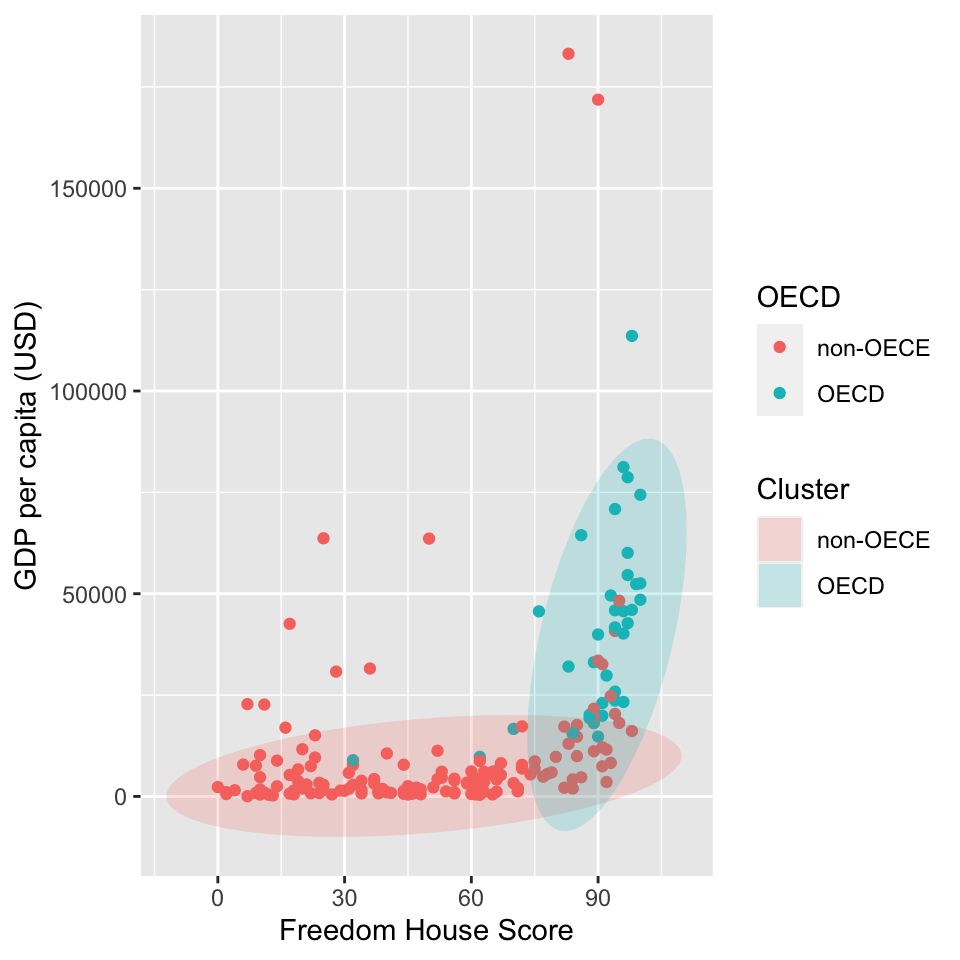 GDP per capita (USD)
150000
100000
50000
0
0
30
60
90
Freedom House Score
OECD
non-OECE
OECD
Cluster
non-OECE
OECD